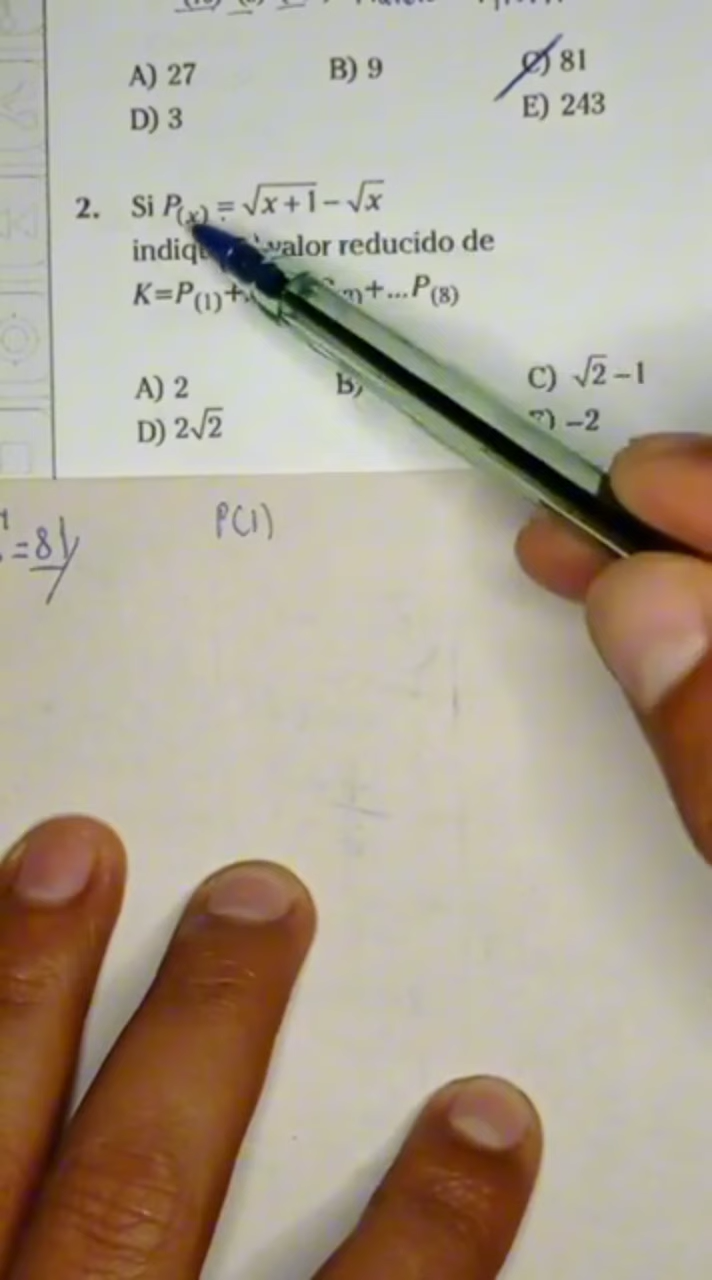 A) 27 B) 9 C) 81
D) 3 E) 243
2. Si P(x) = √x+1 − √x
valor reducido de
K=P(1)+ +...P(8)
A) 2 B) C) √2 −1
D) 2√2 −2
=81 P(1)